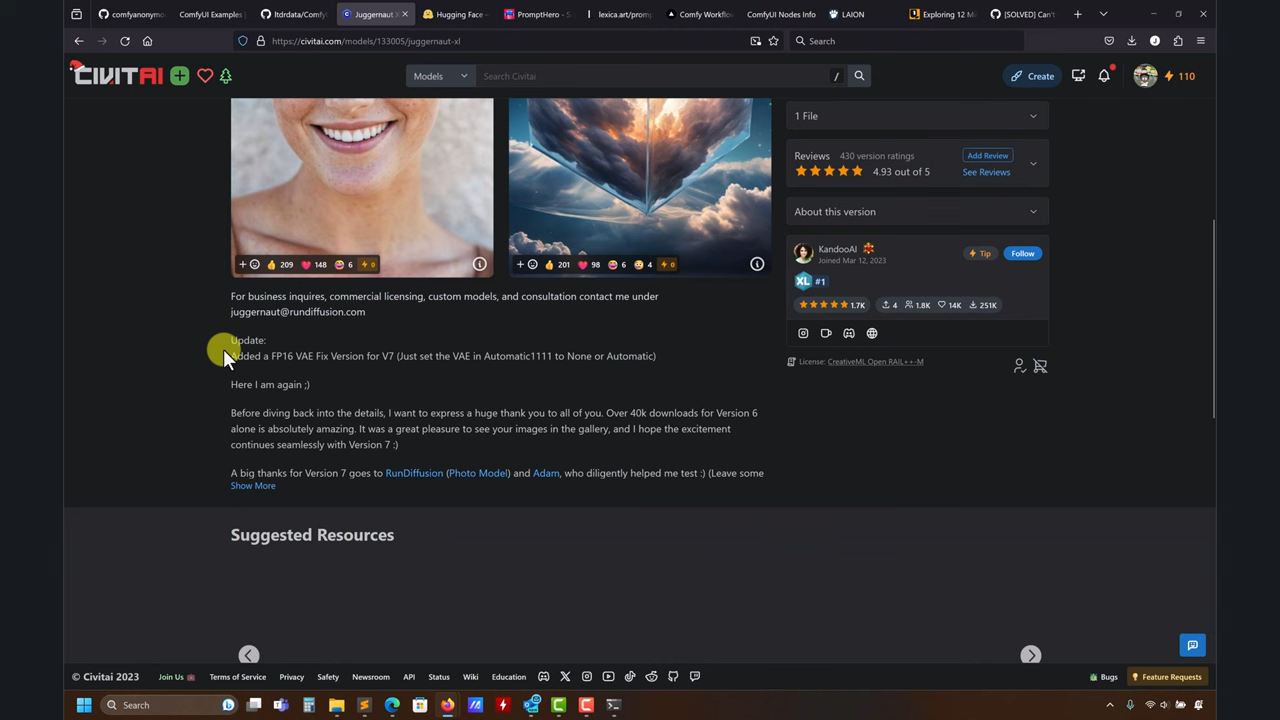 comfyanonymo
ComfyUI Examples |
ltdrdata/Comfy
Juggernaut X
Hugging Face –
PromptHero - S
lexica.art/prom
Comfy Workflow
ComfyUI Nodes Info
LAION
Exploring 12 M
[SOLVED] Can't
https://civitai.com/models/133005/juggernaut-xl
Search
CIVITAI
Models
Search Civitai
/
Create
110
1 File
Reviews 430 version ratings
Add Review
4.93 out of 5
See Reviews
About this version
KandooAI
Joined Mar 12, 2023
Tip
Follow
XL #1
1.7K 4 1.8K 14K 251K
License: CreativeML Open RAIL++-M
209 148 6 0
201 98 6 4 0
For business inquires, commercial licensing, custom models, and consultation contact me under
juggernaut@rundiffusion.com
Update:
Added a FP16 VAE Fix Version for V7 (Just set the VAE in Automatic1111 to None or Automatic)
Here I am again ;)
Before diving back into the details, I want to express a huge thank you to all of you. Over 40k downloads for Version 6
alone is absolutely amazing. It was a great pleasure to see your images in the gallery, and I hope the excitement
continues seamlessly with Version 7 :)
A big thanks for Version 7 goes to RunDiffusion (Photo Model) and Adam, who diligently helped me test :) (Leave some
Show More
Suggested Resources
© Civitai 2023
Join Us
Terms of Service
Privacy
Safety
Newsroom
API
Status
Wiki
Education
Bugs
Feature Requests
Search